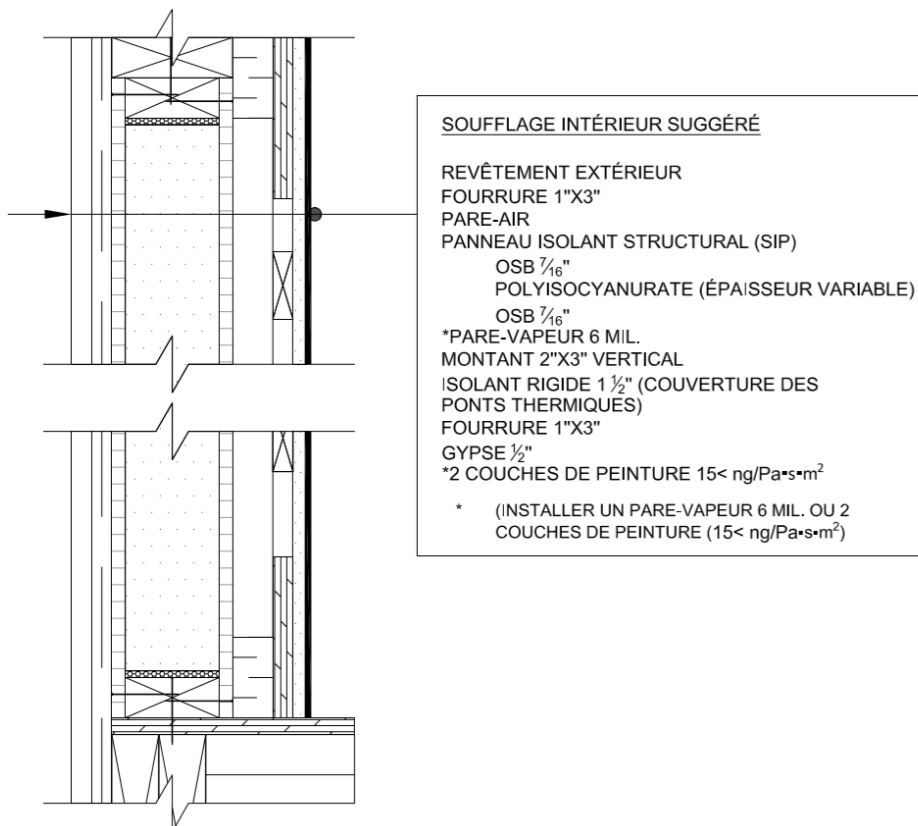 SOUFFLAGE INTÉRIEUR SUGGÉRÉ
REVÊTEMENT EXTÉRIEUR
FOURRURE 1"X3"
PARE-AIR
PANNEAU ISOLANT STRUCTURAL (SIP)
OSB 7/16"
POLYISOCYANURATE (ÉPAISSEUR VARIABLE)
OSB 7/16"
*PARE-VAPEUR 6 MIL.
MONTANT 2"X3" VERTICAL
ISOLANT RIGIDE 1 1/2" (COUVERTURE DES
PONTS THERMIQUES)
FOURRURE 1"X3"
GYPSE 1/2"
*2 COUCHES DE PEINTURE 15< ng/Pa▪s▪m²
* (INSTALLER UN PARE-VAPEUR 6 MIL. OU 2
COUCHES DE PEINTURE (15< ng/Pa▪s▪m²)